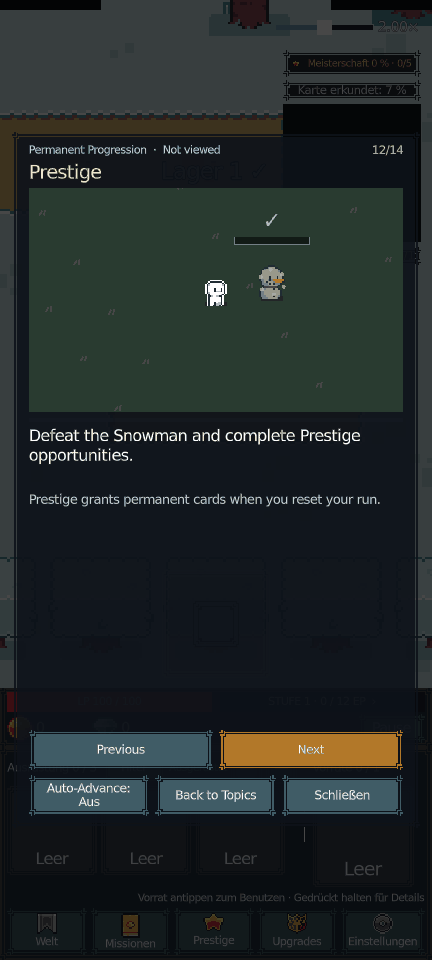 2.00x
Meisterschaft 0 % · 0/5
Karte erkundet: 7 %
Permanent Progression · Not viewed
12/14
Prestige
✓
Defeat the Snowman and complete Prestige
opportunities.
Prestige grants permanent cards when you reset your run.
Previous
Next
Auto-Advance:
Aus
Back to Topics
Schließen
Leer
Leer
Leer
Leer
Vorrat antippen zum Benutzen · Gedrückt halten für Details
Welt
Missionen
Prestige
Upgrades
Einstellungen